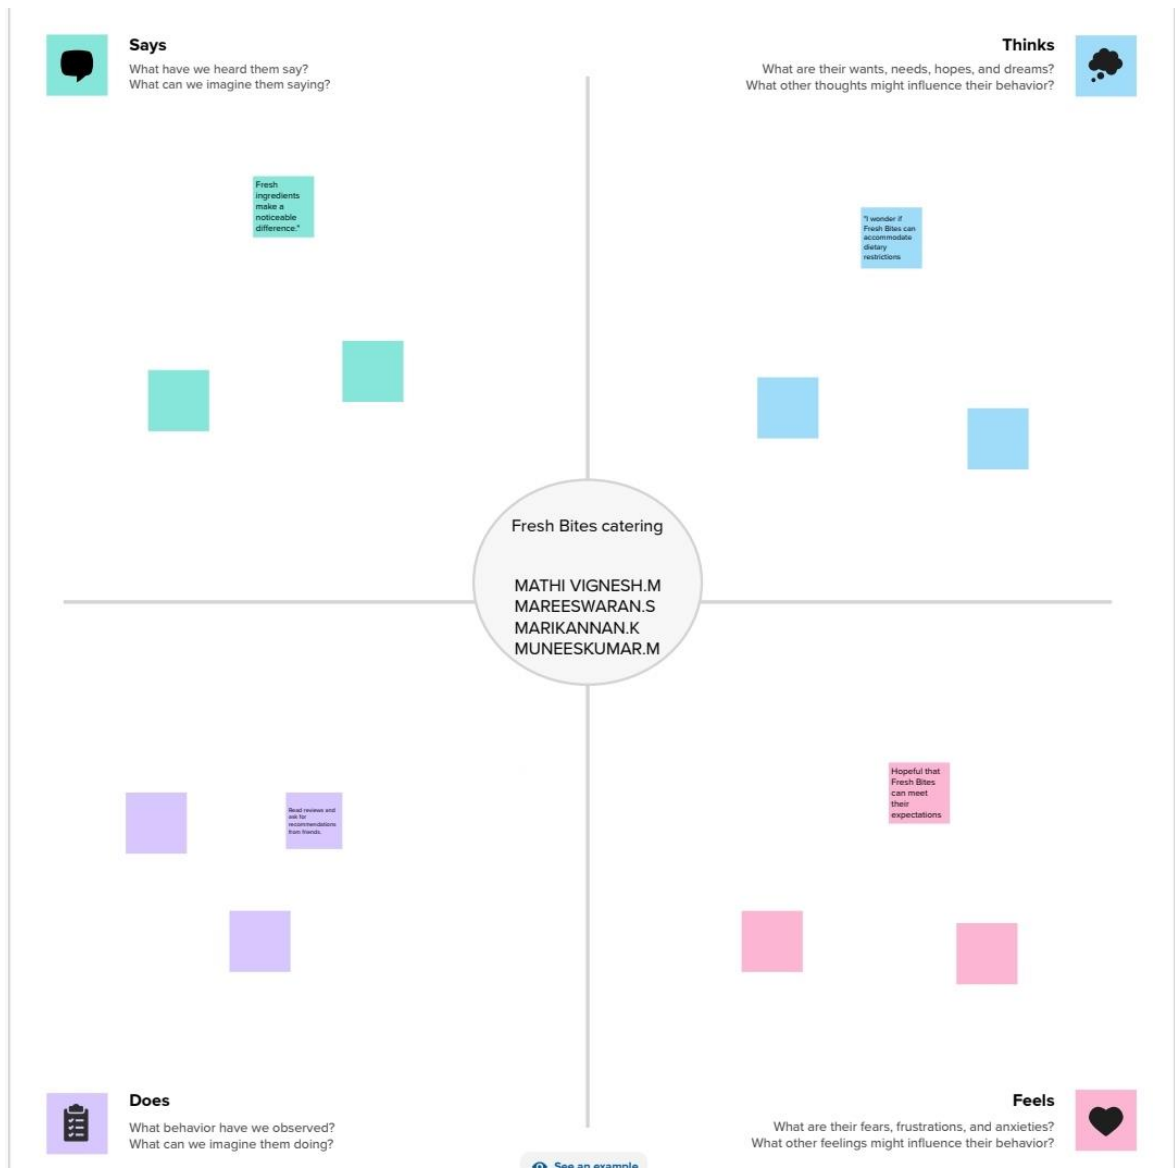 Says
What have we heard them say?
What can we imagine them saying?
Thinks
What are their wants, needs, hopes, and dreams?
What other thoughts might influence their behavior?
Fresh
ingredients
make a
noticeable
difference."
"I wonder if
Fresh Bites can
accommodate
dietary
restrictions
Fresh Bites catering
MATHI VIGNESH.M
MAREESWARAN.S
MARIKANNAN.K
MUNEESKUMAR.M
Read reviews and
ask for
recommendations
from friends.
Hopeful that
Fresh Bites
can meet
their
expectations
Does
What behavior have we observed?
What can we imagine them doing?
Feels
What are their fears, frustrations, and anxieties?
What other feelings might influence their behavior?
See an example